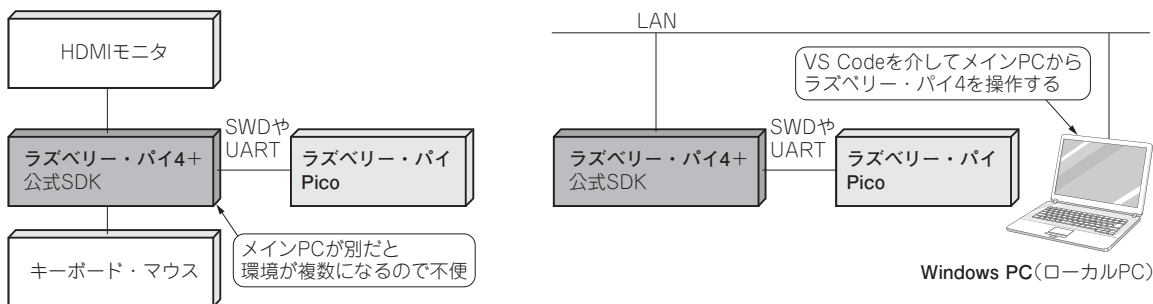 HDMIモニタ
ラズベリー・パイ4＋
公式SDK
SWDや
UART
ラズベリー・パイ
Pico
キーボード・マウス
メインPCが別だと
環境が複数になるので不便
LAN
VS Codeを介してメインPCから
ラズベリー・パイ4を操作する
ラズベリー・パイ4＋
公式SDK
SWDや
UART
ラズベリー・パイ
Pico
Windows PC（ローカルPC）